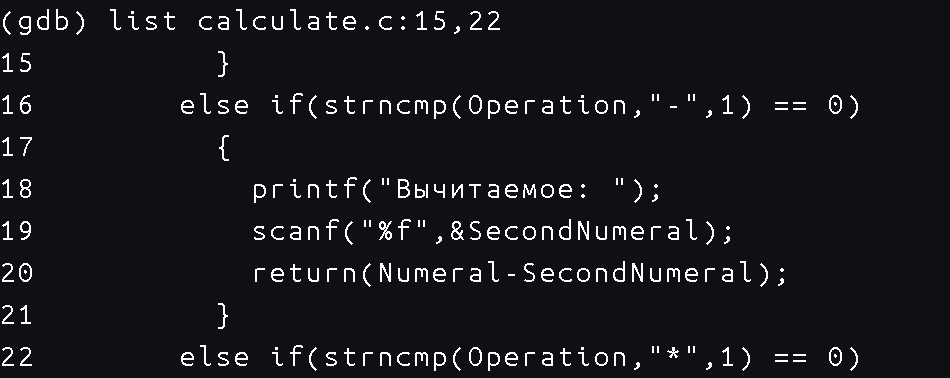 (gdb) list calculate.c:15,22
15          }
16        else if(strncmp(Operation,"-",1) == 0)
17          {
18            printf("Вычитаемое: ");
19            scanf("%f",&SecondNumeral);
20            return(Numeral-SecondNumeral);
21          }
22        else if(strncmp(Operation,"*",1) == 0)